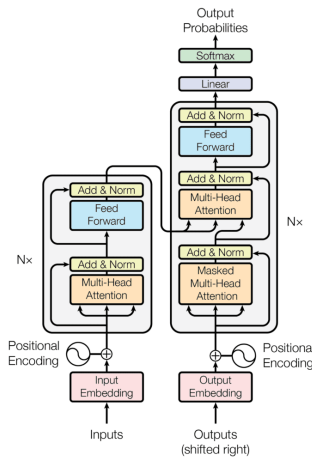 Output
Probabilities
Softmax
Linear
Add & Norm
Feed
Forward
Add & Norm
Multi-Head
Attention
Add & Norm
Masked
Multi-Head
Attention
N×
Positional
Encoding
Output
Embedding
Outputs
(shifted right)
Add & Norm
Feed
Forward
N×
Add & Norm
Multi-Head
Attention
Positional
Encoding
Input
Embedding
Inputs